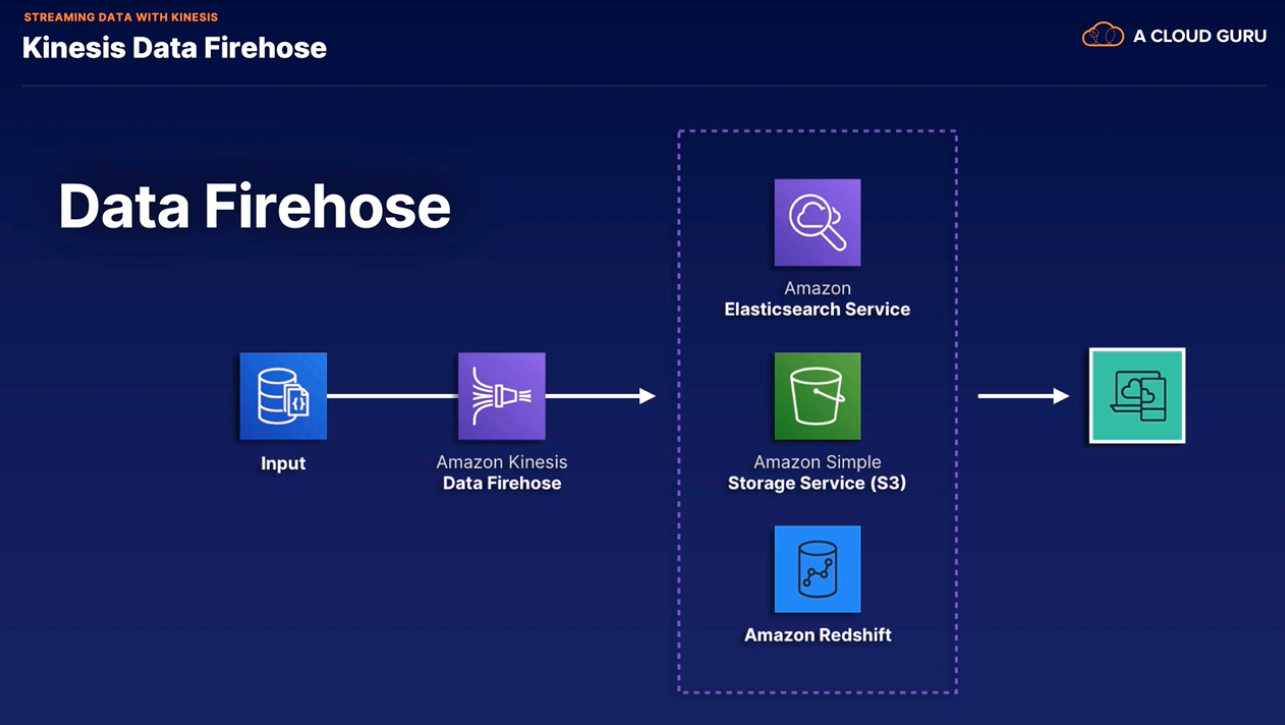 STREAMING DATA WITH KINESIS
Kinesis Data Firehose
A CLOUD GURU
Data Firehose
Amazon
Elasticsearch Service
Input
Amazon Kinesis
Data Firehose
Amazon Simple
Storage Service (S3)
Amazon Redshift